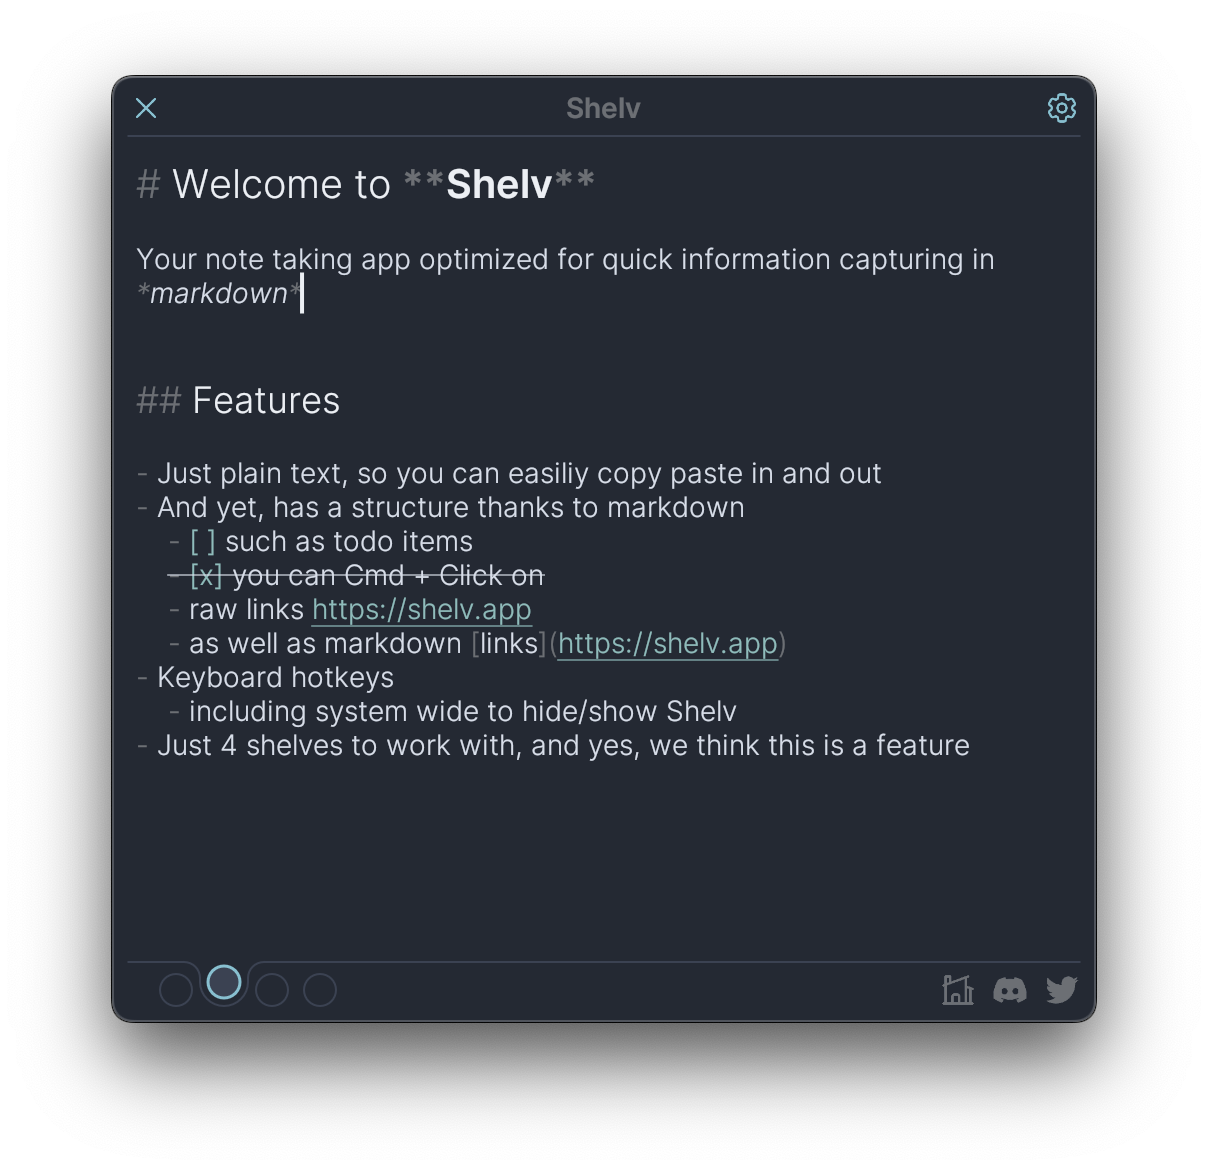 Shelv
# Welcome to **Shelv**
Your note taking app optimized for quick information capturing in
*markdown*
## Features
- Just plain text, so you can easiliy copy paste in and out
- And yet, has a structure thanks to markdown
- [ ] such as todo items
- [x] you can Cmd + Click on
- raw links https://shelv.app
- as well as markdown [links](https://shelv.app)
- Keyboard hotkeys
- including system wide to hide/show Shelv
- Just 4 shelves to work with, and yes, we think this is a feature